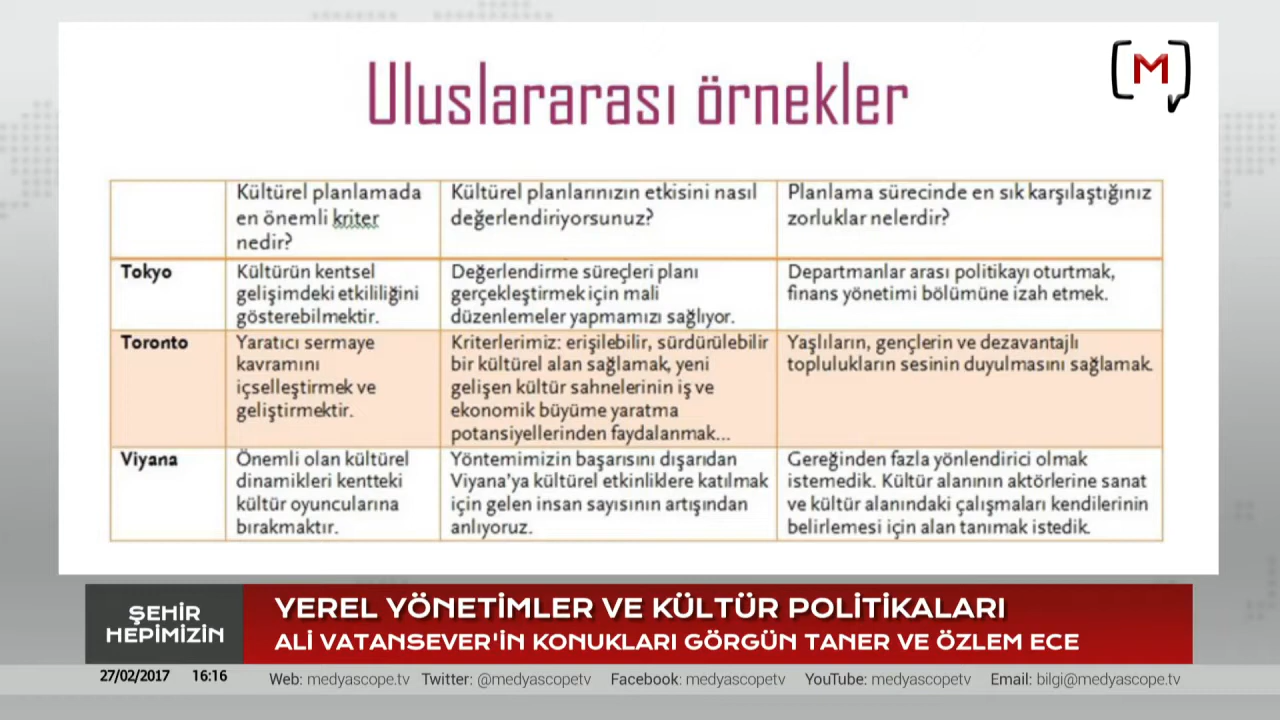 M
Uluslararası örnekler
Kültürel planlamada
en önemli kriter
nedir?
Kültürel planlarınızın etkisini nasıl
değerlendiriyorsunuz?
Planlama sürecinde en sık karşılaştığınız
zorluklar nelerdir?
Tokyo
Kültürün kentsel
gelişimdeki etkililiğini
gösterebilmektir.
Değerlendirme süreçleri planı
gerçekleştirmek için mali
düzenlemeler yapmamızı sağlıyor.
Departmanlar arası politikayı oturtmak,
finans yönetimi bölümüne izah etmek.
Toronto
Yaratıcı sermaye
kavramını
içselleştirmek ve
geliştirmektir.
Kriterlerimiz: erişilebilir, sürdürülebilir
bir kültürel alan sağlamak, yeni
gelişen kültür sahnelerinin iş ve
ekonomik büyüme yaratma
potansiyellerinden faydalanmak...
Yaşlıların, gençlerin ve dezavantajlı
toplulukların sesinin duyulmasını sağlamak.
Viyana
Önemli olan kültürel
dinamikleri kentteki
kültür oyuncularına
bırakmaktır.
Yöntemimizin başarısını dışarıdan
Viyana'ya kültürel etkinliklere katılmak
için gelen insan sayısının artışından
anlıyoruz.
Gereğinden fazla yönlendirici olmak
istemedik. Kültür alanının aktörlerine sanat
ve kültür alanındaki çalışmaları kendilerinin
belirlemesi için alan tanımak istedik.
ŞEHİR
HEPİMİZİN
YEREL YÖNETİMLER VE KÜLTÜR POLİTİKALARI
ALİ VATANSEVER'İN KONUKLARI GÖRGÜN TANER VE ÖZLEM ECE
27/02/2017 16:16 Web: medyascope.tv Twitter: @medyascopetv Facebook: medyascopetv YouTube: medyascopetv Email: bilgi@medyascope.tv